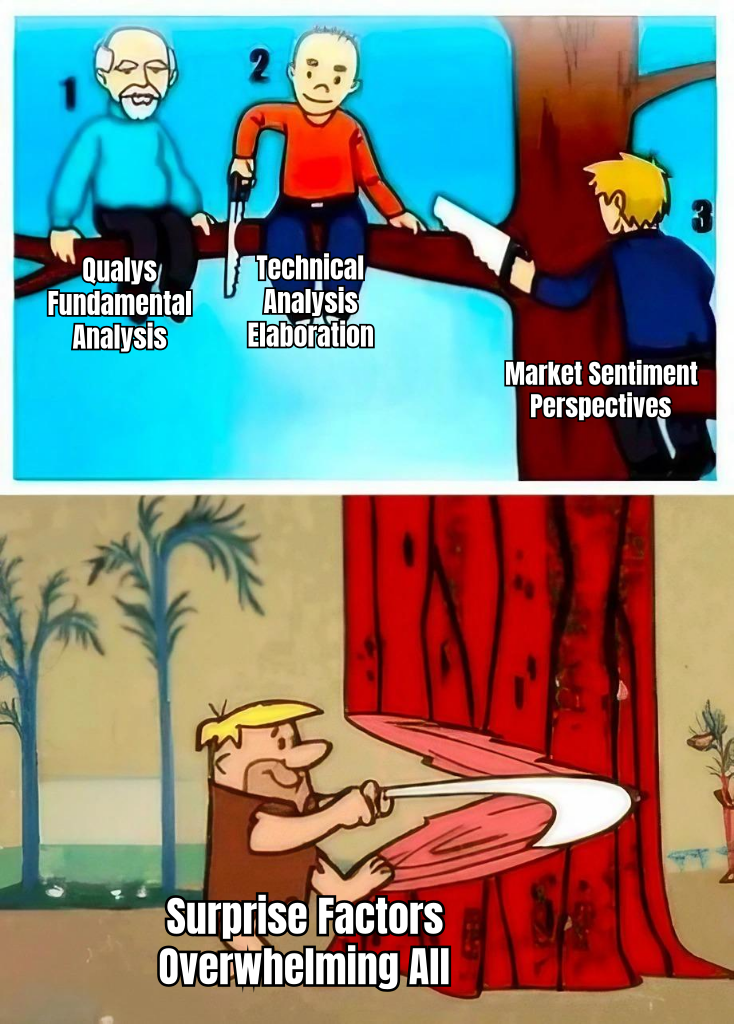 1
2
3
Qualys
Fundamental
Analysis
Technical
Analysis
Elaboration
Market Sentiment
Perspectives
Surprise Factors
Overwhelming All